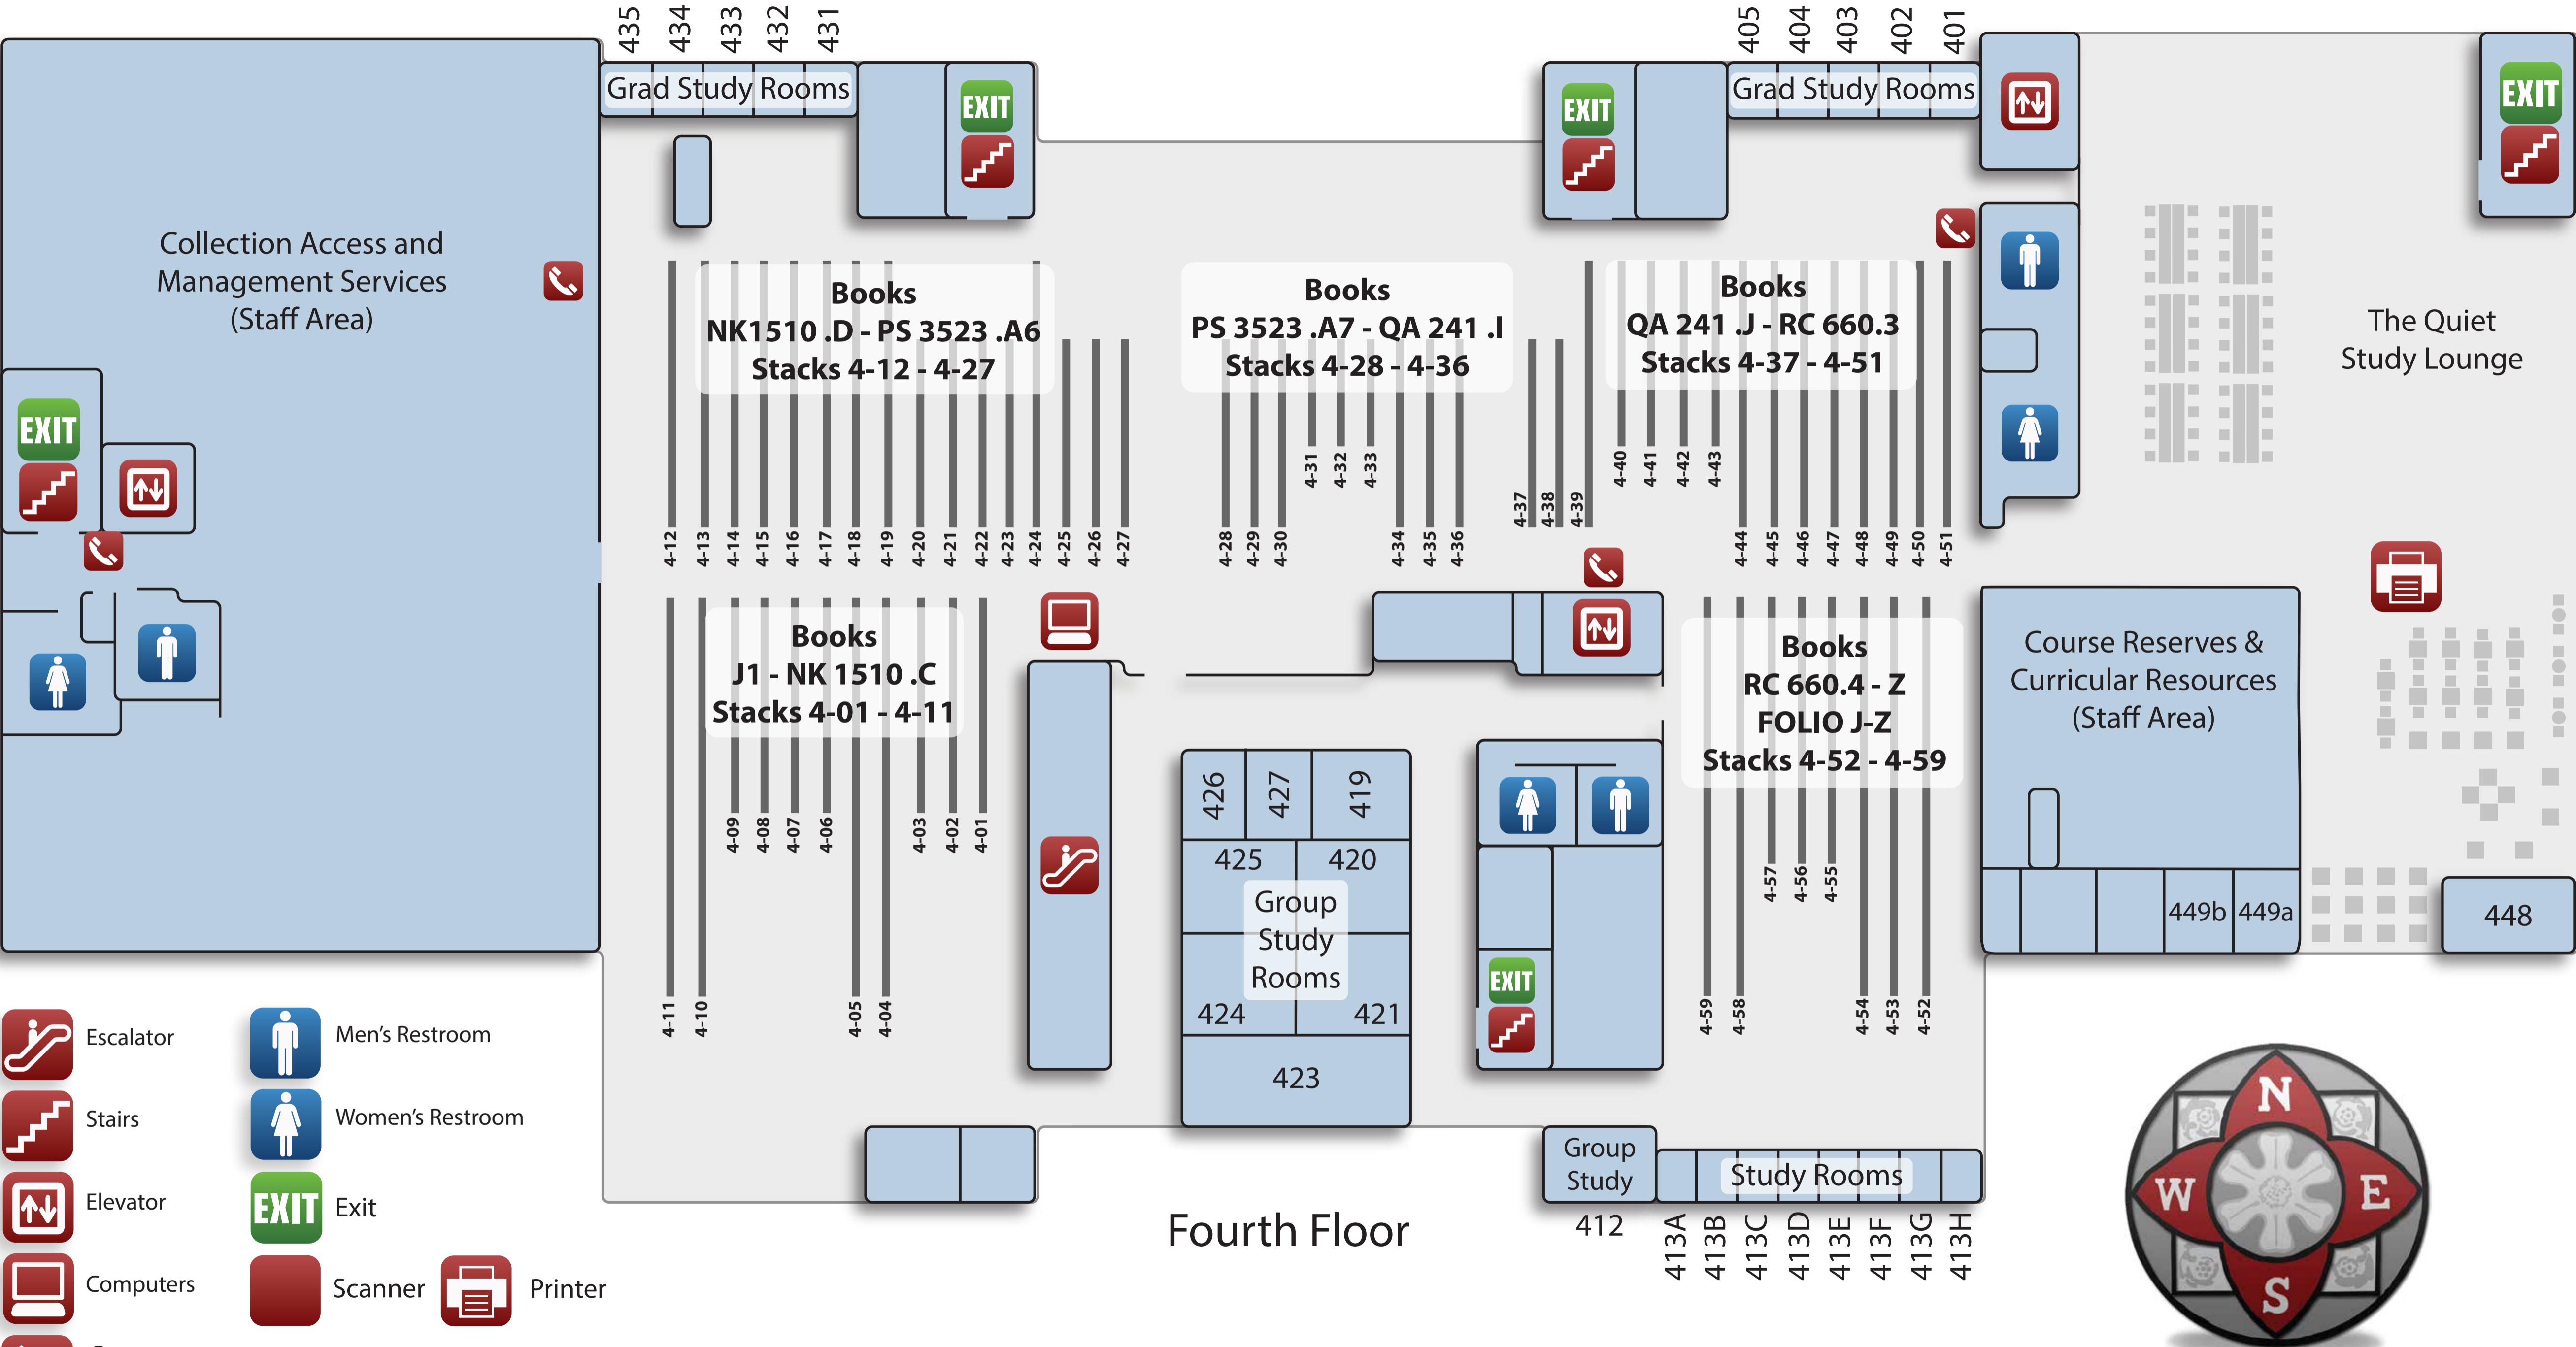 435
434
433
432
431
405
404
403
402
401
Grad Study Rooms
EXIT
EXIT
Grad Study Rooms
EXIT
Collection Access and
Management Services
(Staff Area)
Books
NK1510 .D - PS 3523 .A6
Stacks 4-12 - 4-27
Books
PS 3523 .A7 - QA 241 .I
Stacks 4-28 - 4-36
Books
QA 241 .J - RC 660.3
Stacks 4-37 - 4-51
The Quiet
Study Lounge
EXIT
4-31
4-32
4-33
4-40
4-41
4-42
4-43
4-37
4-38
4-39
4-12
4-13
4-14
4-15
4-16
4-17
4-18
4-19
4-20
4-21
4-22
4-23
4-24
4-25
4-26
4-27
4-28
4-29
4-30
4-34
4-35
4-36
4-44
4-45
4-46
4-47
4-48
4-49
4-50
4-51
Books
J1 - NK 1510 .C
Stacks 4-01 - 4-11
Books
RC 660.4 - Z
FOLIO J-Z
Stacks 4-52 - 4-59
Course Reserves &
Curricular Resources
(Staff Area)
4-09
4-08
4-07
4-06
4-03
4-02
4-01
426
427
419
425
420
Group
Study
Rooms
424
421
423
4-57
4-56
4-55
449b
449a
448
EXIT
4-11
4-10
4-05
4-04
4-59
4-58
4-54
4-53
4-52
Group
Study
412
Study Rooms
413A
413B
413C
413D
413E
413F
413G
413H
Fourth Floor
Escalator
Men's Restroom
Stairs
Women's Restroom
Elevator
EXIT
Exit
Computers
Scanner
Printer
N
W
E
S